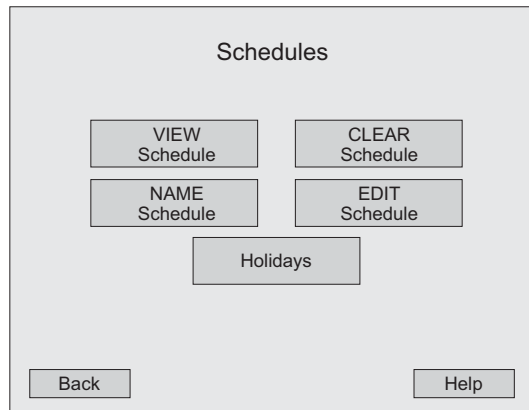 Schedules
VIEW
Schedule
CLEAR
Schedule
NAME
Schedule
EDIT
Schedule
Holidays
Back
Help